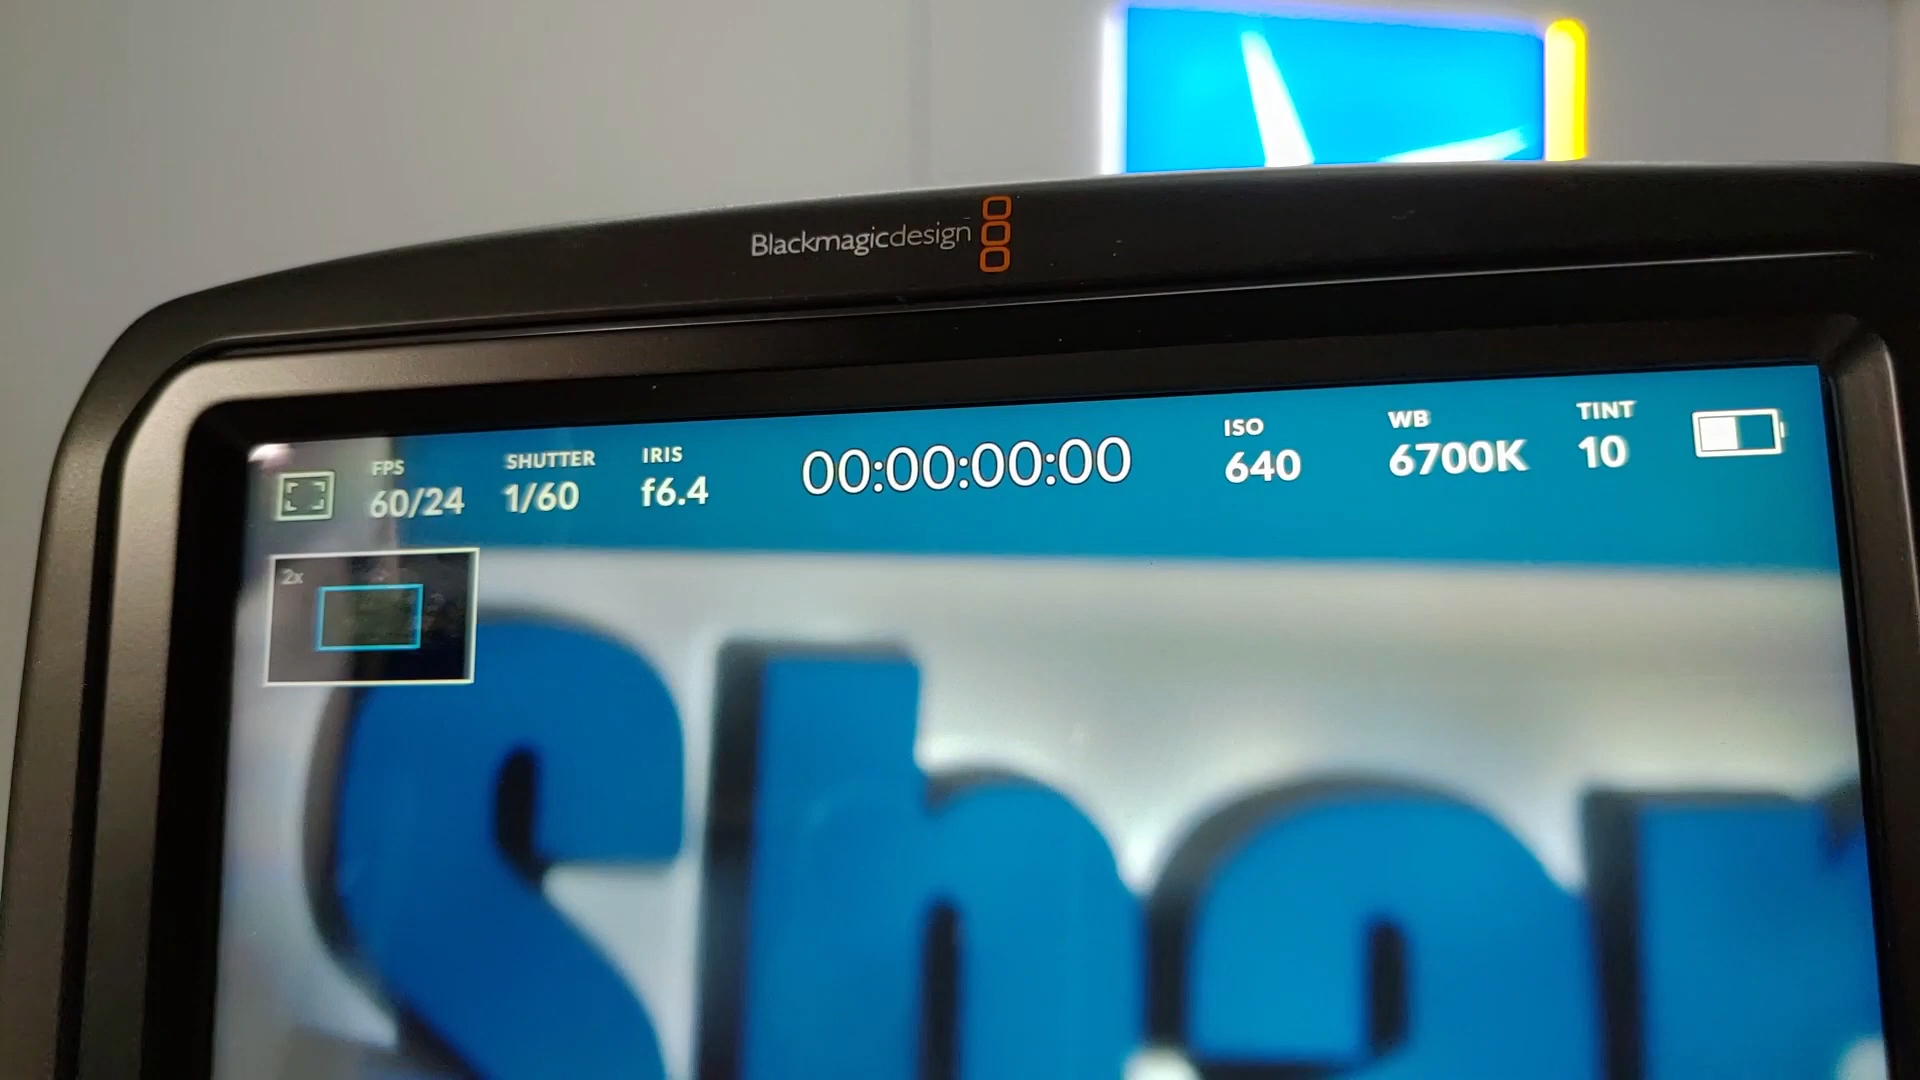 Blackmagicdesign
FPS
60/24
SHUTTER
1/60
IRIS
f6.4
00:00:00:00
ISO
640
WB
6700K
TINT
10
2x
Shar